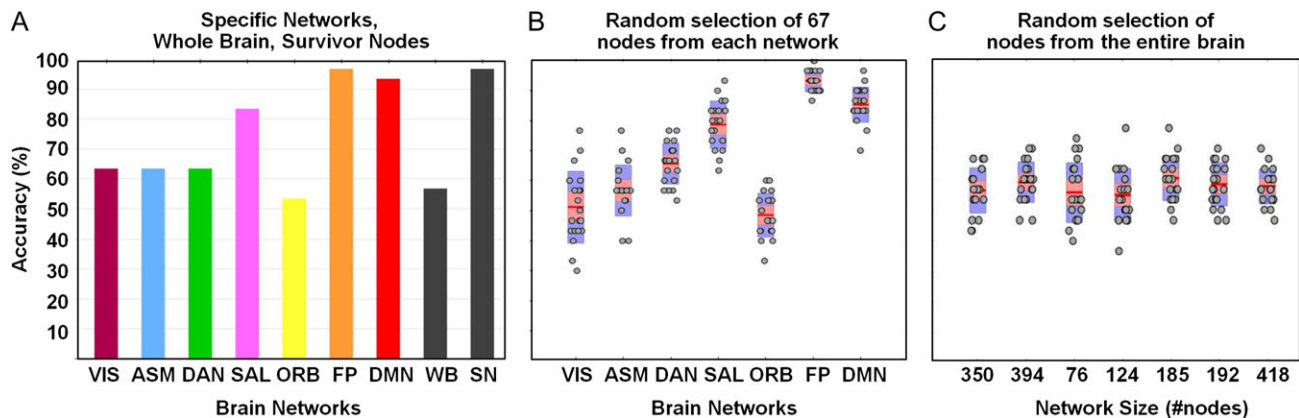 A
Specific Networks,
Whole Brain, Survivor Nodes
100
90
80
70
60
50
40
30
20
10
Accuracy (%)
VIS ASM DAN SAL ORB FP DMN WB SN
Brain Networks
B
Random selection of 67
nodes from each network
VIS ASM DAN SAL ORB FP DMN
Brain Networks
C
Random selection of
nodes from the entire brain
350 394 76 124 185 192 418
Network Size (#nodes)